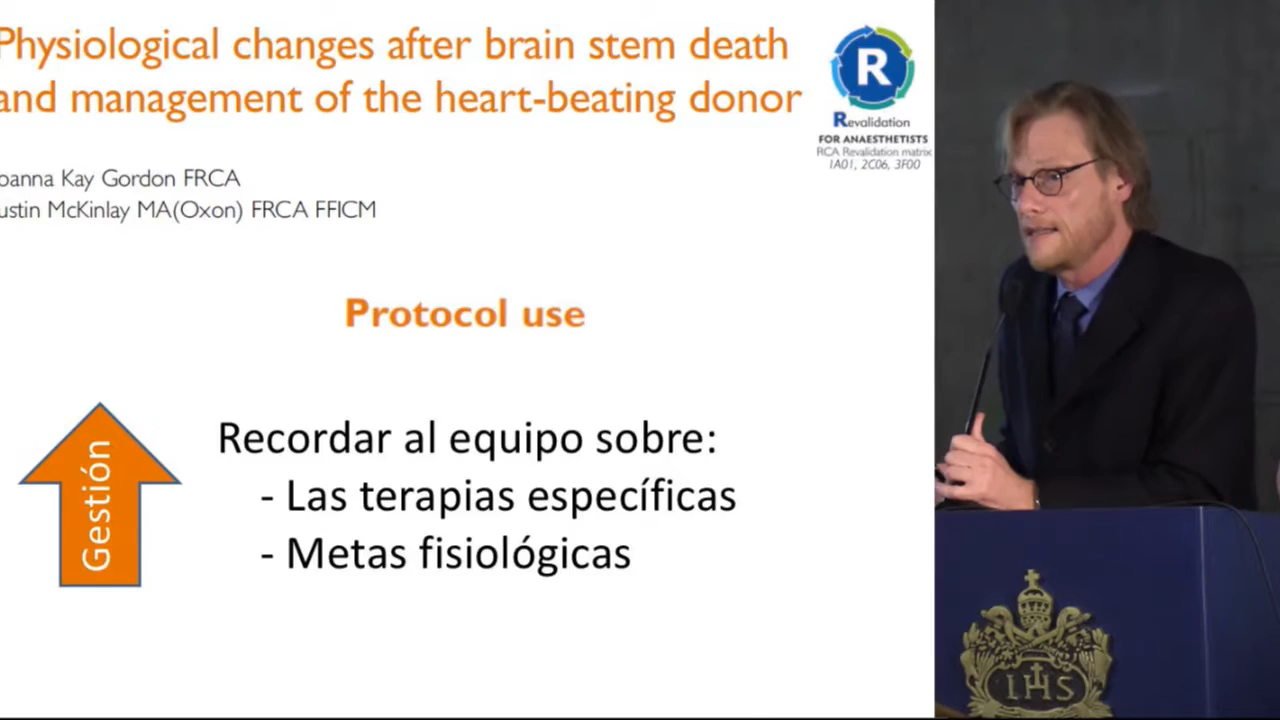 Physiological changes after brain stem death
and management of the heart-beating donor
R
Revalidation
FOR ANAESTHETISTS
RCA Revalidation matrix
1A01, 2C06, 3F00
oanna Kay Gordon FRCA
ustin McKinlay MA(Oxon) FRCA FFICM
Protocol use
Gestión
Recordar al equipo sobre:
- Las terapias específicas
- Metas fisiológicas
IHS